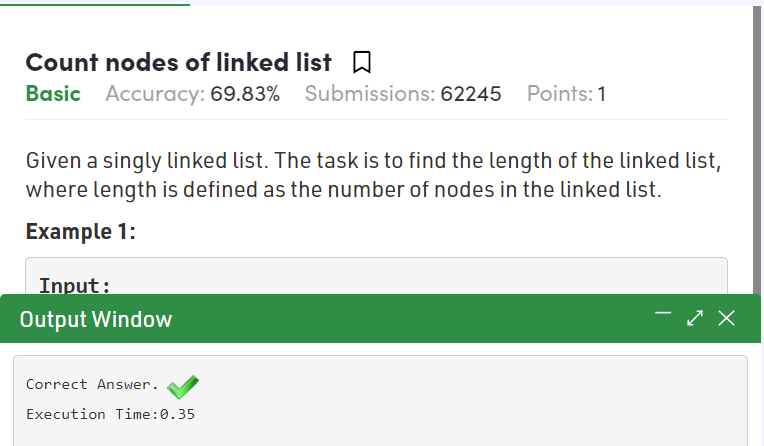 Count nodes of linked list
Basic Accuracy: 69.83% Submissions: 62245 Points: 1
Given a singly linked list. The task is to find the length of the linked list,
where length is defined as the number of nodes in the linked list.
Example 1:
Input:
Output Window
Correct Answer.
Execution Time:0.35